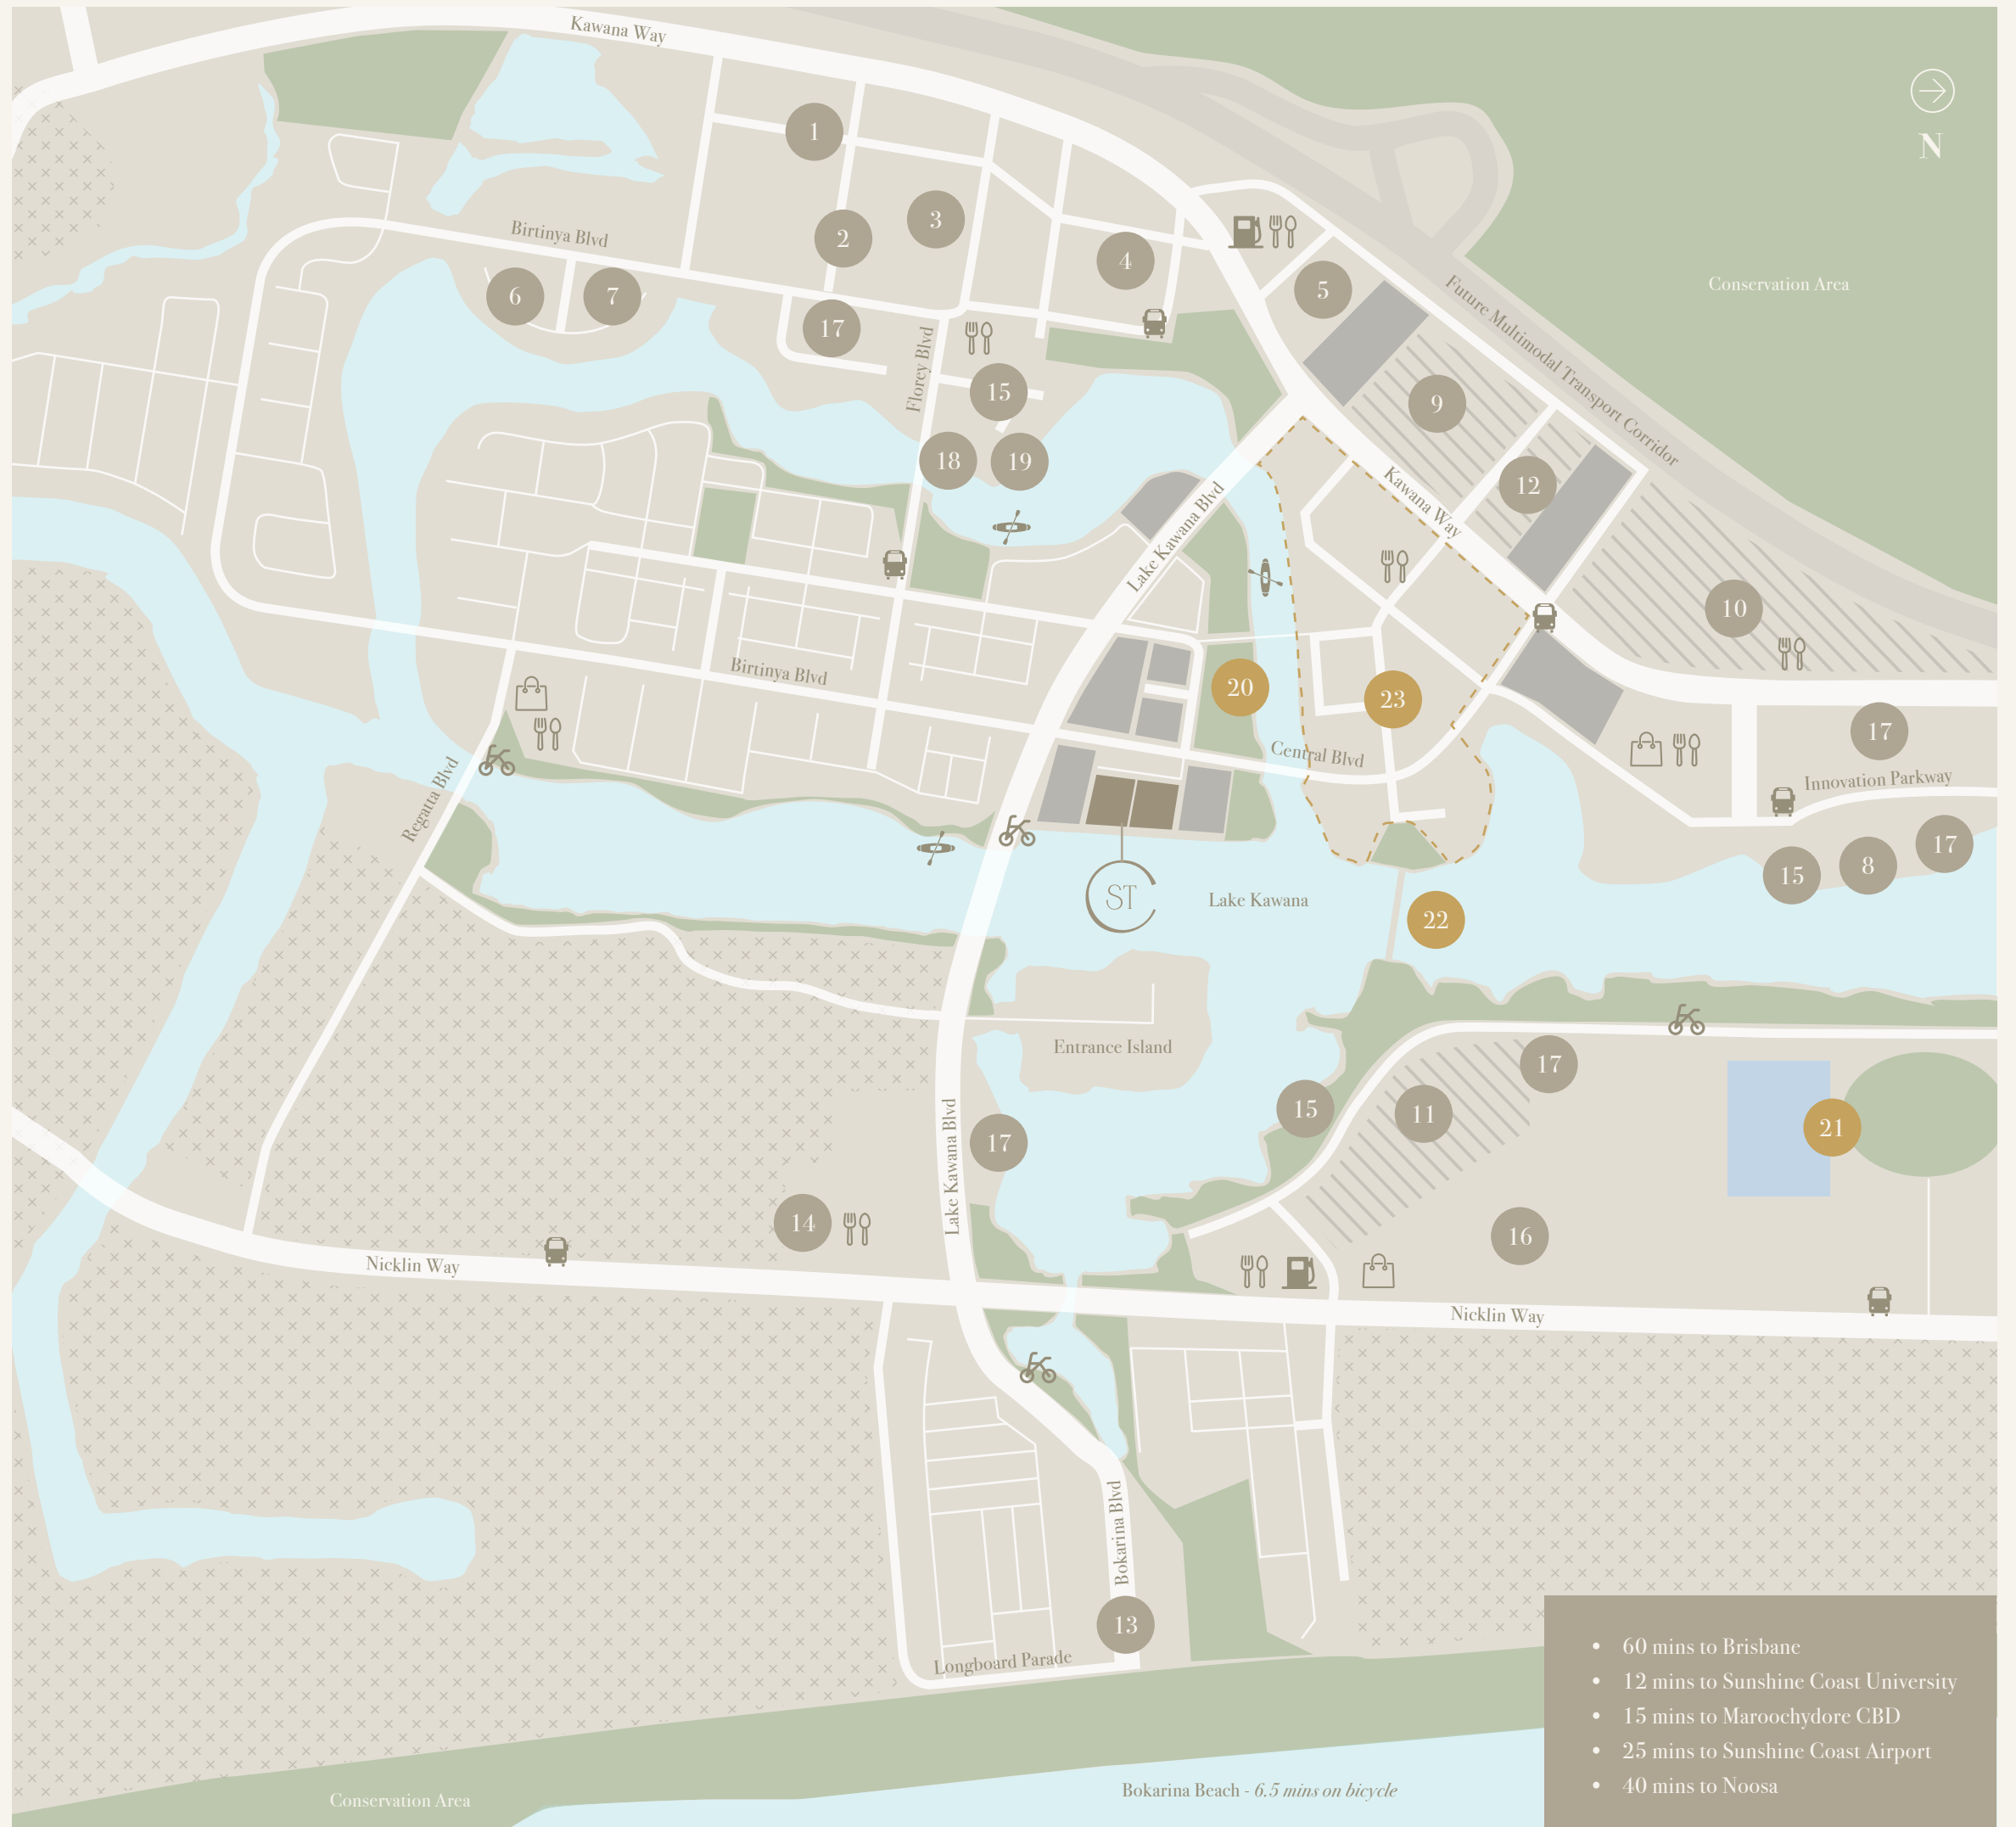 Kawana Way
N
1
2
3
4
5
Birtinya Blvd
6
7
17
Florey Blvd
15
18
19
Conservation Area
Future Multimodal Transport Corridor
9
12
10
Kawana Way
Lake Kawana Blvd
Birtinya Blvd
20
23
Central Blvd
17
Innovation Parkway
17
15
8
Regatta Blvd
ST
Lake Kawana
22
Entrance Island
17
15
11
17
21
16
Lake Kawana Blvd
14
Nicklin Way
Nicklin Way
Bokarina Blvd
13
Longboard Parade
Conservation Area
Bokarina Beach - 6.5 mins on bicycle
• 60 mins to Brisbane
• 12 mins to Sunshine Coast University
• 15 mins to Maroochydore CBD
• 25 mins to Sunshine Coast Airport
• 40 mins to Noosa